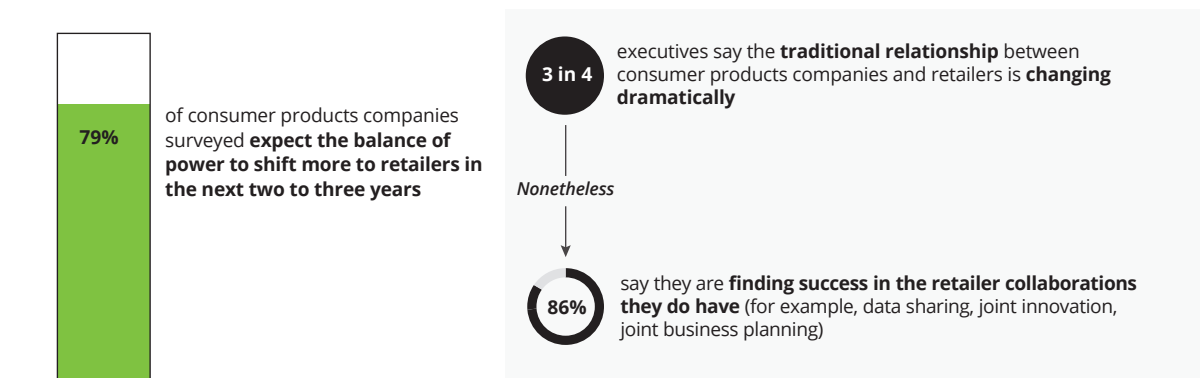 79%
of consumer products companies
surveyed expect the balance of
power to shift more to retailers in
the next two to three years
3 in 4
executives say the traditional relationship between
consumer products companies and retailers is changing
dramatically
Nonetheless
86%
say they are finding success in the retailer collaborations
they do have (for example, data sharing, joint innovation,
joint business planning)